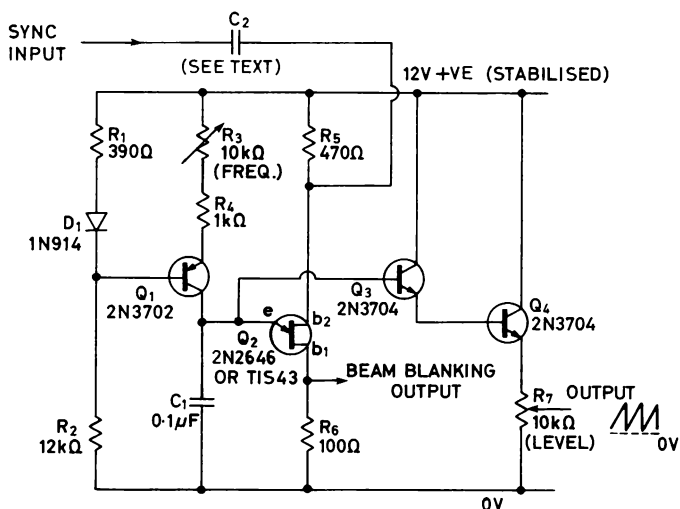 SYNC
INPUT
C2
(SEE TEXT)
12V +VE (STABILISED)
R1
390Ω
R3
10kΩ
(FREQ.)
R5
470Ω
R4
1kΩ
D1
1N914
Q1
2N3702
Q3
2N3704
Q4
2N3704
e
b2
Q2
b1
2N2646
OR TIS43
BEAM BLANKING
OUTPUT
C1
0·1µF
R2
12kΩ
R6
100Ω
R7
10kΩ
(LEVEL)
OUTPUT
0V
0V